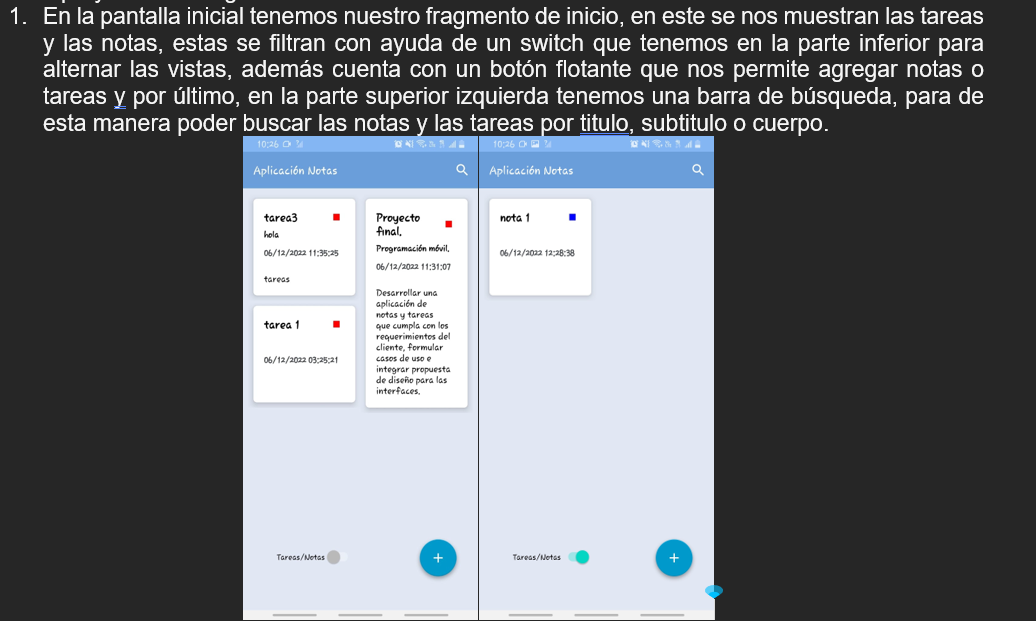 1. En la pantalla inicial tenemos nuestro fragmento de inicio, en este se nos muestran las tareas
y las notas, estas se filtran con ayuda de un switch que tenemos en la parte inferior para
alternar las vistas, además cuenta con un botón flotante que nos permite agregar notas o
tareas y por último, en la parte superior izquierda tenemos una barra de búsqueda, para de
esta manera poder buscar las notas y las tareas por titulo, subtitulo o cuerpo.
10:26
Aplicación Notas
tarea3
hola
06/12/2022 11:35:25
tareas
tarea 1
06/12/2022 03:25:21
Proyecto
final.
Programación móvil.
06/12/2022 11:31:07
Desarrollar una
aplicación de
notas y tareas
que cumpla con los
requerimientos del
cliente, formular
casos de uso e
integrar propuesta
de diseño para las
interfaces.
Tareas/Notas
+
10:26
Aplicación Notas
nota 1
06/12/2022 12:28:38
Tareas/Notas
+